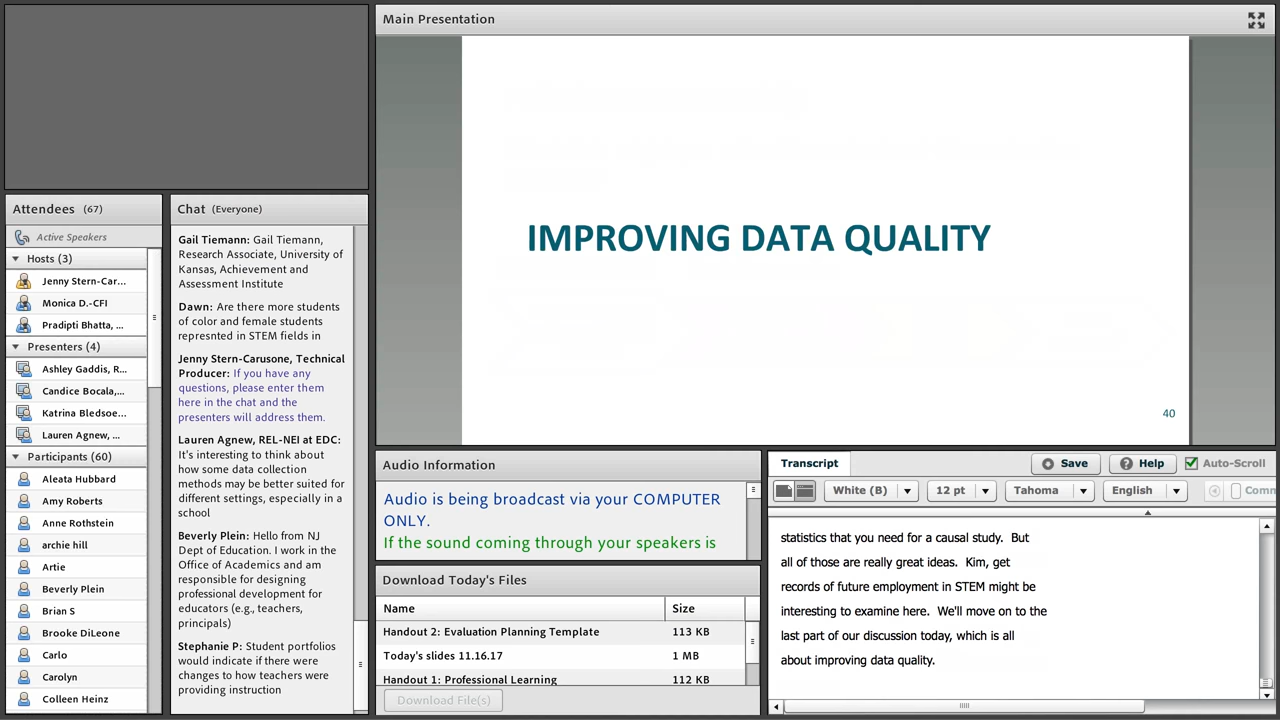 Main Presentation
IMPROVING DATA QUALITY
40
Attendees (67)
Active Speakers
Hosts (3)
Jenny Stern-Car...
Monica D.-CFI
Pradipti Bhatta, ...
Presenters (4)
Ashley Gaddis, R...
Candice Bocala,...
Katrina Bledsoe...
Lauren Agnew, ...
Participants (60)
Aleata Hubbard
Amy Roberts
Anne Rothstein
archie hill
Artie
Beverly Plein
Brian S
Brooke DiLeone
Carlo
Carolyn
Colleen Heinz
Chat (Everyone)
Gail Tiemann: Gail Tiemann,
Research Associate, University of
Kansas, Achievement and
Assessment Institute
Dawn: Are there more students
of color and female students
represnted in STEM fields in
Jenny Stern-Carusone, Technical
Producer: If you have any
questions, please enter them
here in the chat and the
presenters will address them.
Lauren Agnew, REL-NEI at EDC:
It's interesting to think about
how some data collection
methods may be better suited for
different settings, especially in a
school
Beverly Plein: Hello from NJ
Dept of Education. I work in the
Office of Academics and am
responsible for designing
professional development for
educators (e.g., teachers,
principals)
Stephanie P: Student portfolios
would indicate if there were
changes to how teachers were
providing instruction
Audio Information
Audio is being broadcast via your COMPUTER
ONLY.
If the sound coming through your speakers is
Download Today's Files
Name Size
Handout 2: Evaluation Planning Template 113 KB
Today's slides 11.16.17 1 MB
Handout 1: Professional Learning 112 KB
Download File(s)
Transcript Save Help Auto-Scroll
White (B) 12 pt Tahoma English Comn
statistics that you need for a causal study. But
all of those are really great ideas. Kim, get
records of future employment in STEM might be
interesting to examine here. We'll move on to the
last part of our discussion today, which is all
about improving data quality.